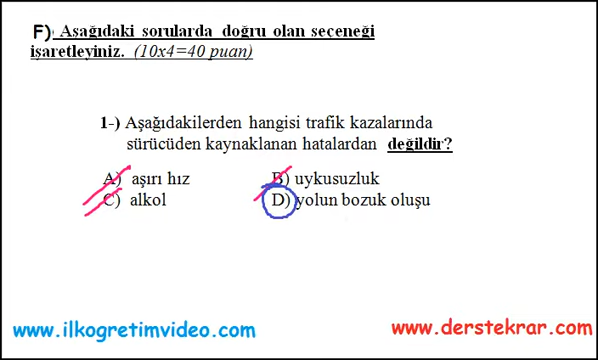 F) Aşağıdaki sorularda doğru olan seçeneği
işaretleyiniz. (10x4=40 puan)
1-) Aşağıdakilerden hangisi trafik kazalarında
sürücüden kaynaklanan hatalardan değildir?
A) aşırı hız B) uykusuzluk
C) alkol D) yolun bozuk oluşu
www.ilkogretimvideo.com www.derstekrar.com